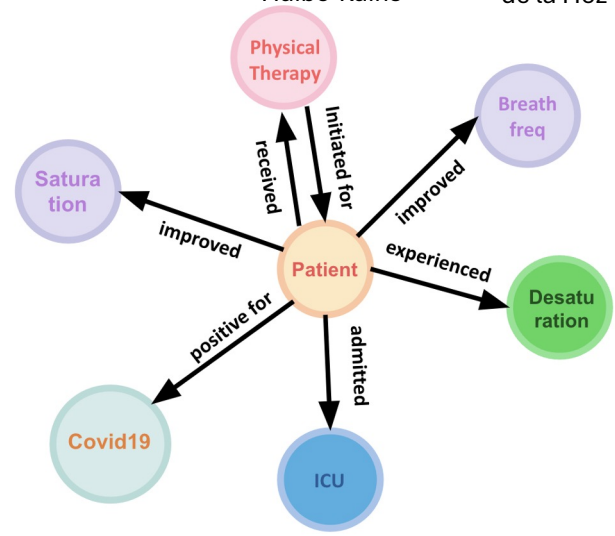 Physical
Therapy
Breath
freq
Initiated for
received
improved
Satura
tion
improved
Patient
experienced
Desatu
ration
positive for
admitted
Covid19
ICU